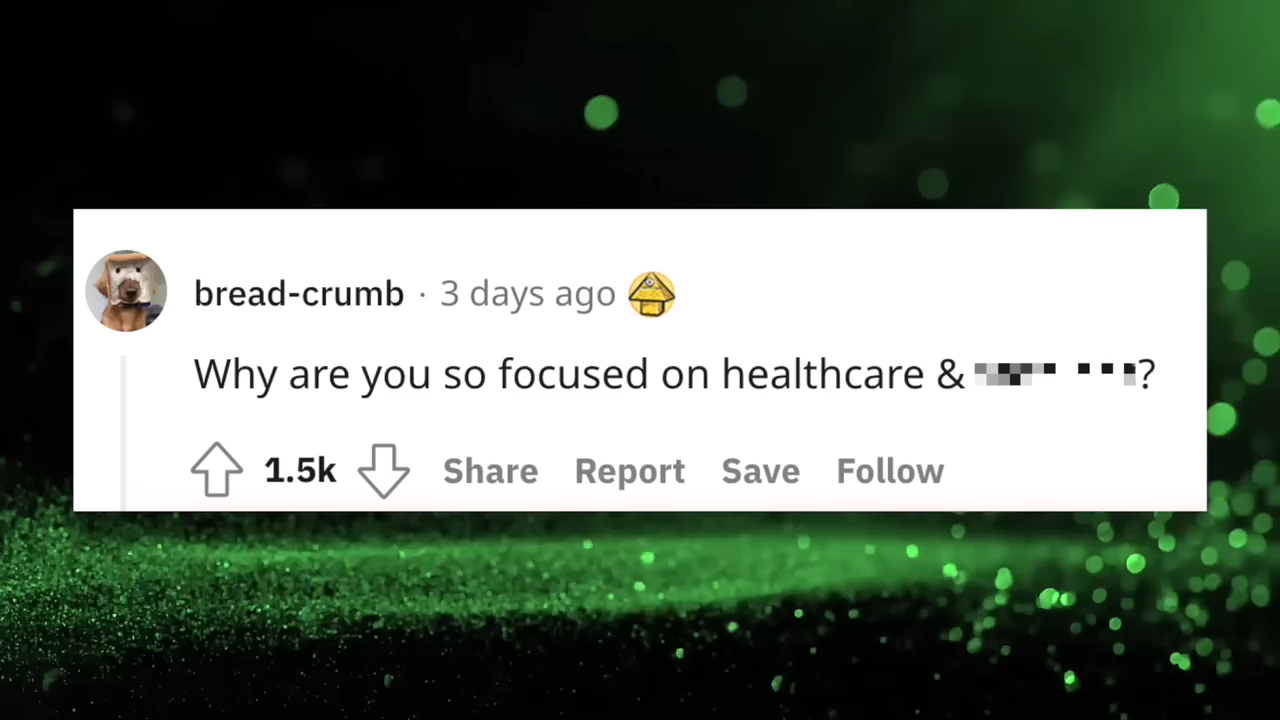 bread-crumb · 3 days ago
Why are you so focused on healthcare & ?
1.5k Share Report Save Follow